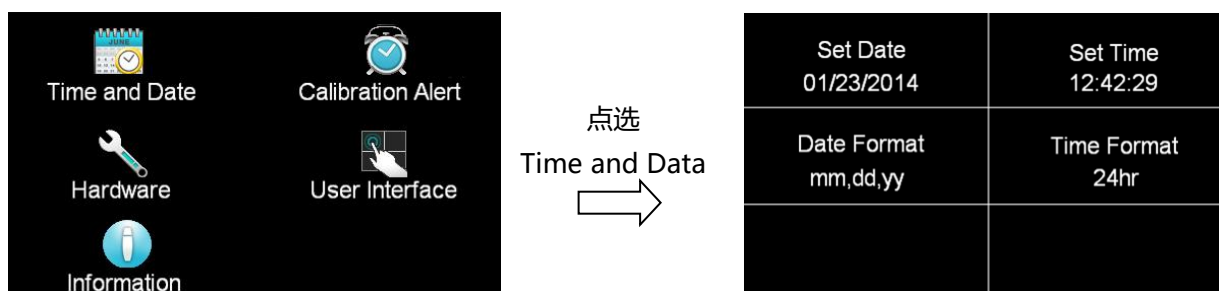 JUNE
Time and Date
Calibration Alert
Hardware
User Interface
Information
点选
Time and Data
Set Date
01/23/2014
Set Time
12:42:29
Date Format
mm,dd,yy
Time Format
24hr